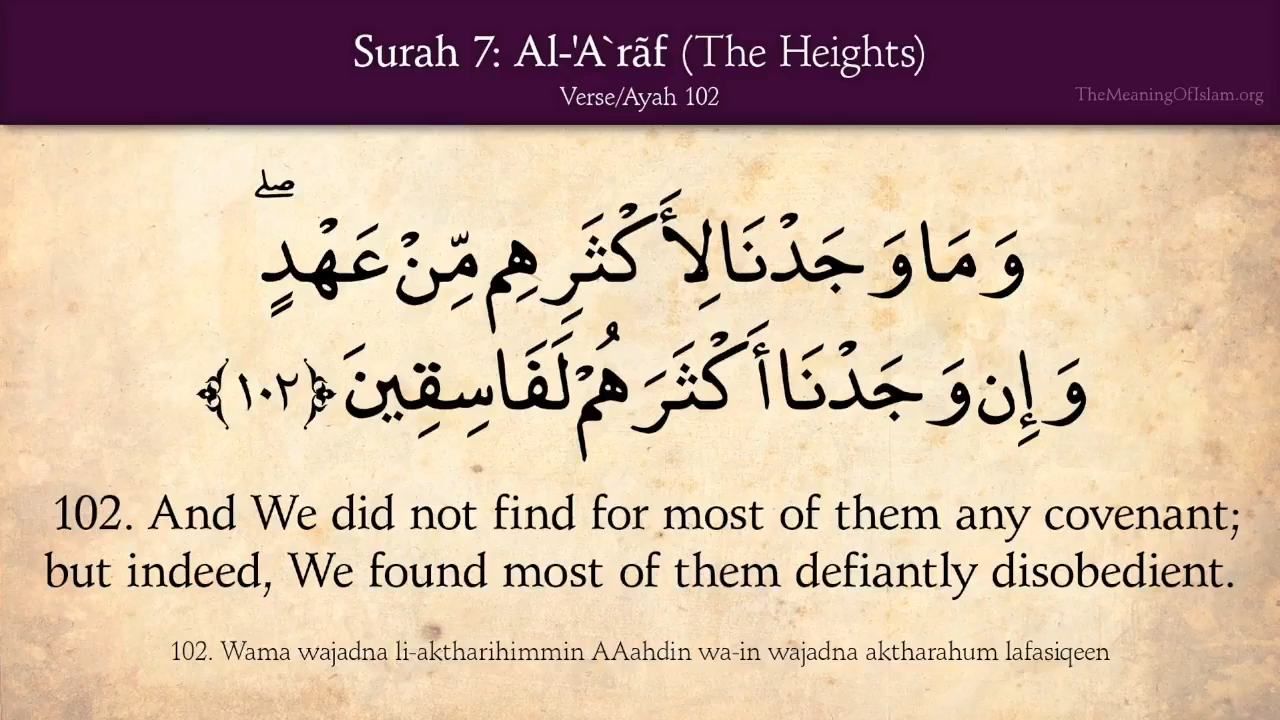 Surah 7: Al-'A`rãf (The Heights)
Verse/Ayah 102
TheMeaningOfIslam.org
صلے
وَمَا وَجَدْنَا لِأَكْثَرِهِم مِّنْ عَهْدٍ
وَإِن وَجَدْنَا أَكْثَرَهُمْ لَفَاسِقِينَ ﴿١٠٢﴾
102. And We did not find for most of them any covenant;
but indeed, We found most of them defiantly disobedient.
102. Wama wajadna li-aktharihimmin AAahdin wa-in wajadna aktharahum lafasiqeen